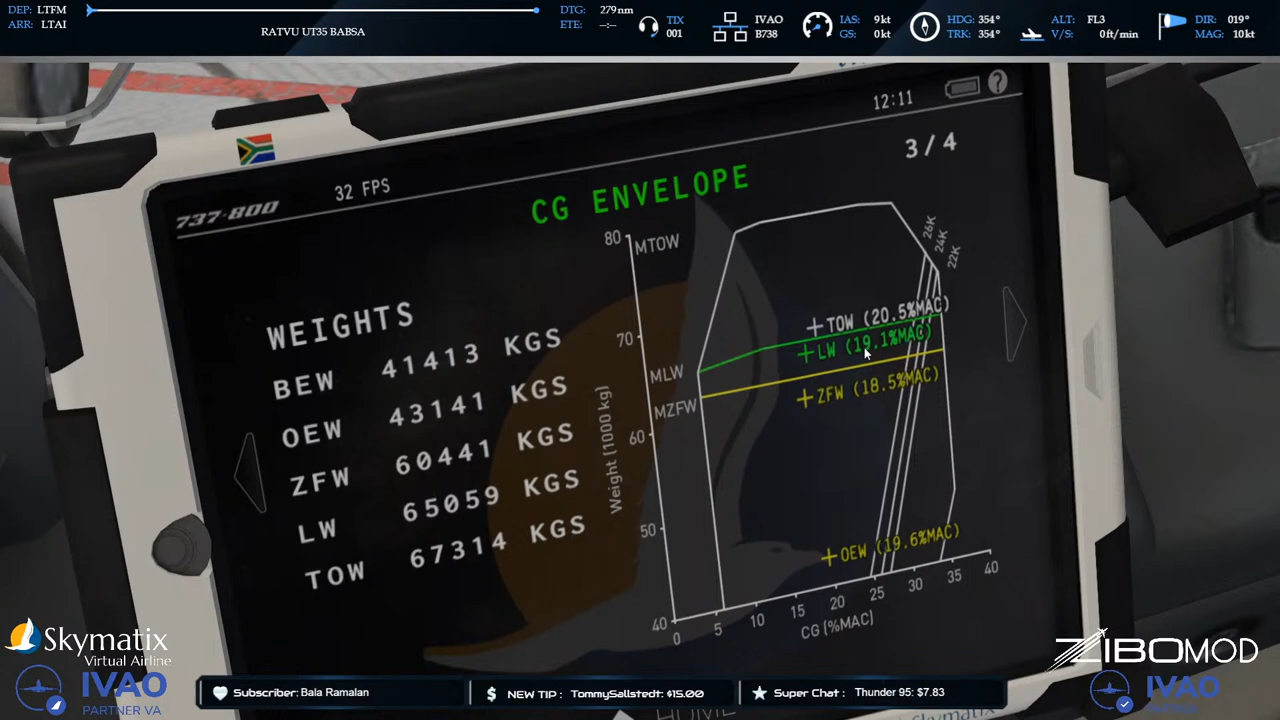 DEP: LTFM
ARR: LTAI
RATVU UT35 BABSA
DTG: 279nm
ETE: --:--
TIX
001
IVAO
B738
IAS: 9kt
GS: 0kt
HDG: 354°
TRK: 354°
ALT: FL3
V/S: 0ft/min
DIR: 019°
MAG: 10kt
12:11
?
32 FPS
3 / 4
737-800
CG ENVELOPE
WEIGHTS
BEW 41413 KGS
OEW 43141 KGS
ZFW 60441 KGS
LW 65059 KGS
TOW 67314 KGS
80
MTOW
70
MLW
MZFW
60
50
40
Weight (1000 kg)
26K
24K
22K
TOW (20.5%MAC)
LW (19.1%MAC)
ZFW (18.5%MAC)
OEW (19.6%MAC)
0 5 10 15 20 25 30 35 40
CG (%MAC)
Skymatix
Virtual Airline
IVAO
PARTNER VA
Subscriber: Bala Ramalan
$ NEW TIP : TommySallstedt: $15.00
Super Chat : Thunder 95: $7.83
HOME
ZIBOMOD
IVAO